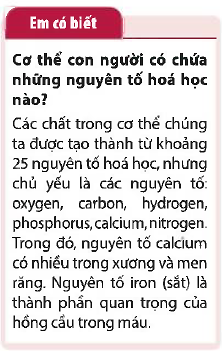 Em có biết
Cơ thể con người có chứa
những nguyên tố hoá học
nào?
Các chất trong cơ thể chúng
ta được tạo thành từ khoảng
25 nguyên tố hoá học, nhưng
chủ yếu là các nguyên tố:
oxygen, carbon, hydrogen,
phosphorus, calcium, nitrogen.
Trong đó, nguyên tố calcium
có nhiều trong xương và men
răng. Nguyên tố iron (sắt) là
thành phần quan trọng của
hồng cầu trong máu.